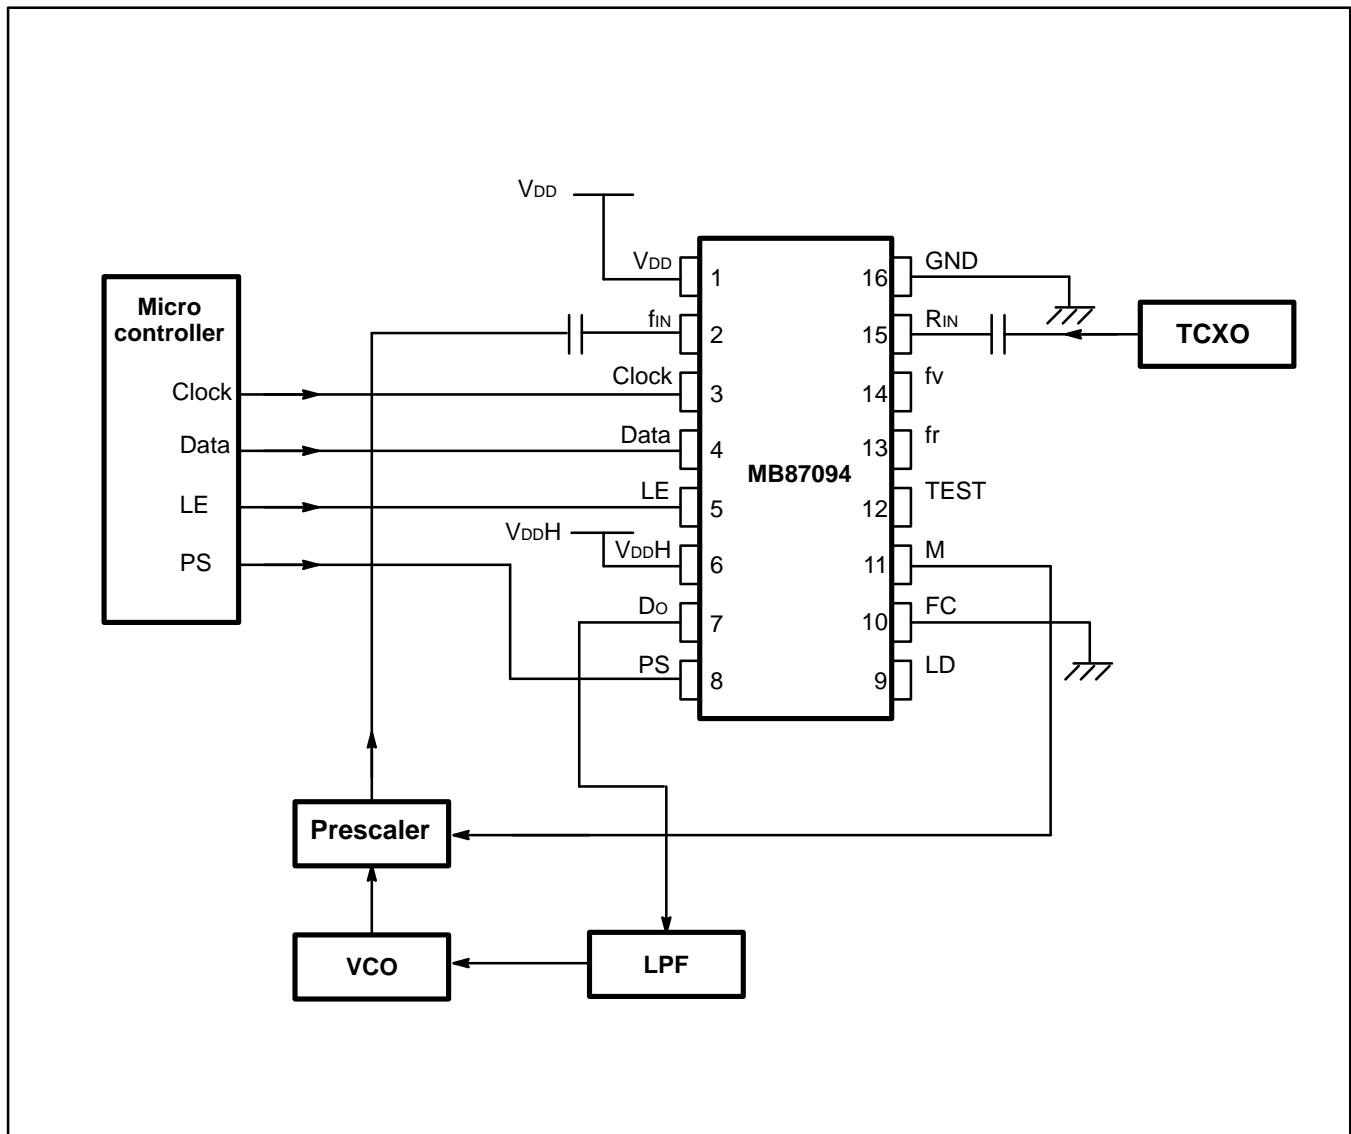 VDD
VDD
1
16
GND
Micro
controller
fIN
2
15
RIN
TCXO
Clock
Clock
3
14
fv
Data
Data
4
13
fr
MB87094
LE
LE
5
12
TEST
VDDH
VDDH
6
11
M
PS
DO
7
10
FC
PS
8
9
LD
Prescaler
VCO
LPF